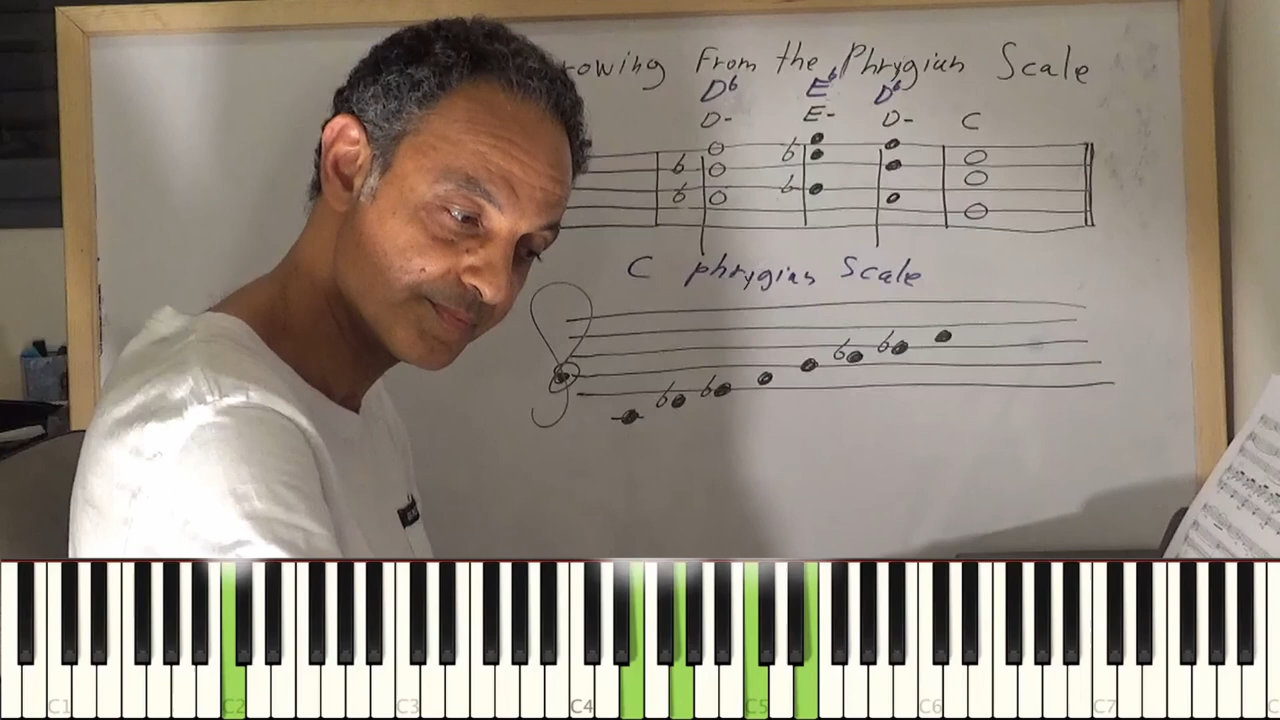 rowing From the Phrygian Scale
D♭ E♭ D♭
D- E- D- C
C phrygian Scale
C1 C2 C3 C4 C5 C6 C7 C